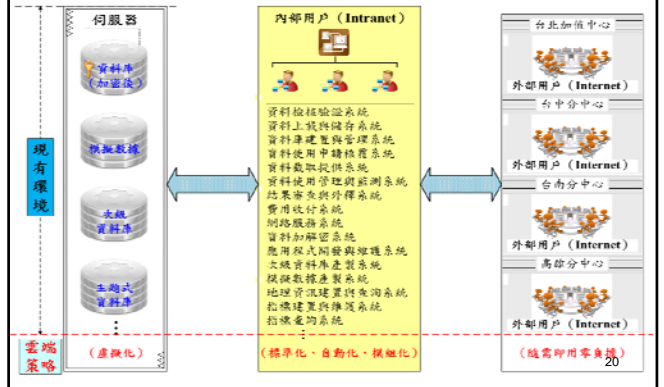 伺服器
資料庫
(加密後)
模擬數據
次級
資料庫
主題式
資料庫
現有環境
內部用戶 (Intranet)
資料檢核驗證系統
資料上載與儲存系統
資料庫建置與管理系統
資料使用申請核覆系統
資料截取提供系統
資料使用管理與監測系統
結果審查與外釋系統
費用收付系統
網路服務系統
資料加解密系統
應用程式開發與維護系統
次級資料庫產製系統
模擬數據產製系統
地理資訊建置與查詢系統
指標建置與維護系統
指標查詢系統
台北加值中心
外部用戶 (Internet)
台中分中心
外部用戶 (Internet)
台南分中心
外部用戶 (Internet)
高雄分中心
外部用戶 (Internet)
雲端
策略
(虛擬化)
(標準化、自動化、模組化)
(隨需即用零負擔)
20